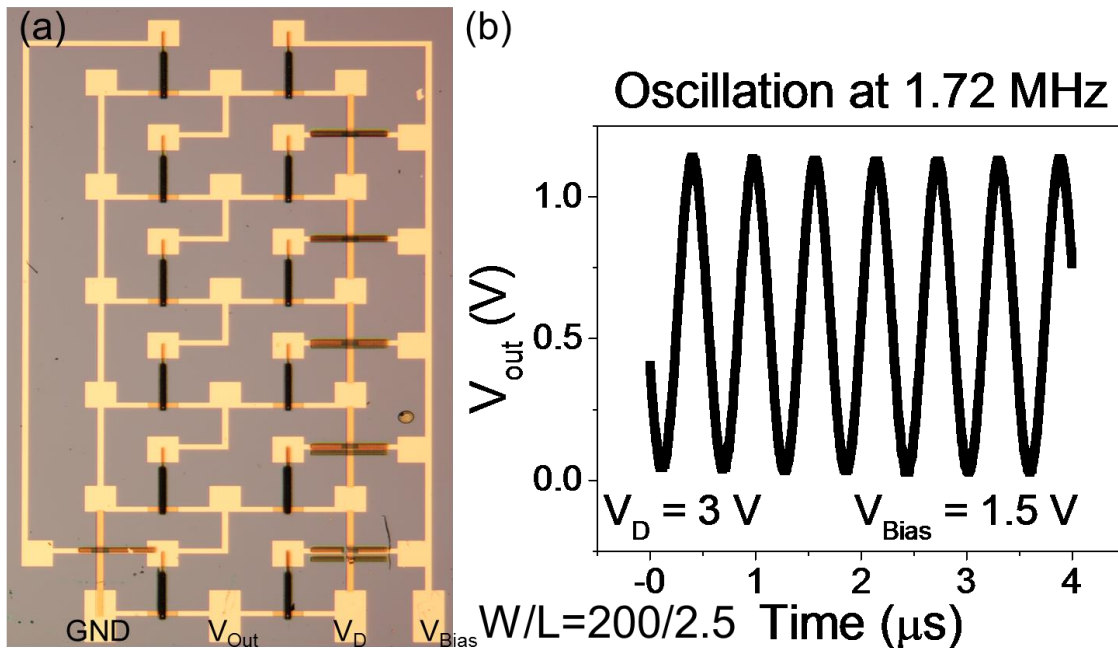 (a)
GND
V_Out
V_D
V_Bias
(b)
Oscillation at 1.72 MHz
V_out (V)
1.0
0.5
0.0
V_D = 3 V
V_Bias = 1.5 V
-0 1 2 3 4
W/L=200/2.5
Time (μs)